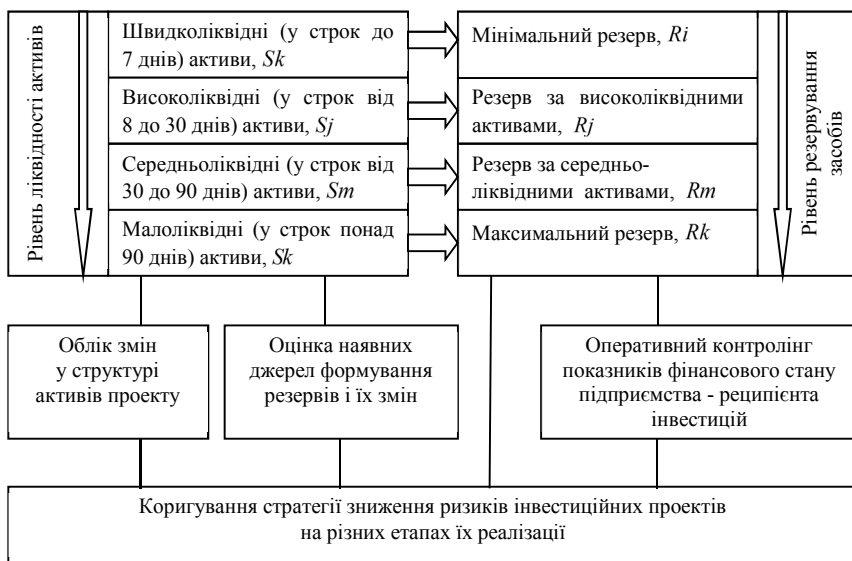 Рівень ліквідності активів
Швидколіквідні (у строк до
7 днів) активи, Sk
Мінімальний резерв, Ri
Високоліквідні (у строк від
8 до 30 днів) активи, Sj
Резерв за високоліквідними
активами, Rj
Середньоліквідні (у строк від
30 до 90 днів) активи, Sm
Резерв за середньо-
ліквідними активами, Rm
Малоліквідні (у строк понад
90 днів) активи, Sk
Максимальний резерв, Rk
Рівень резервування
засобів
Облік змін
у структурі
активів проекту
Оцінка наявних
джерел формування
резервів і їх змін
Оперативний контролінг
показників фінансового стану
підприємства - реципієнта
інвестицій
Коригування стратегії зниження ризиків інвестиційних проектів
на різних етапах їх реалізації